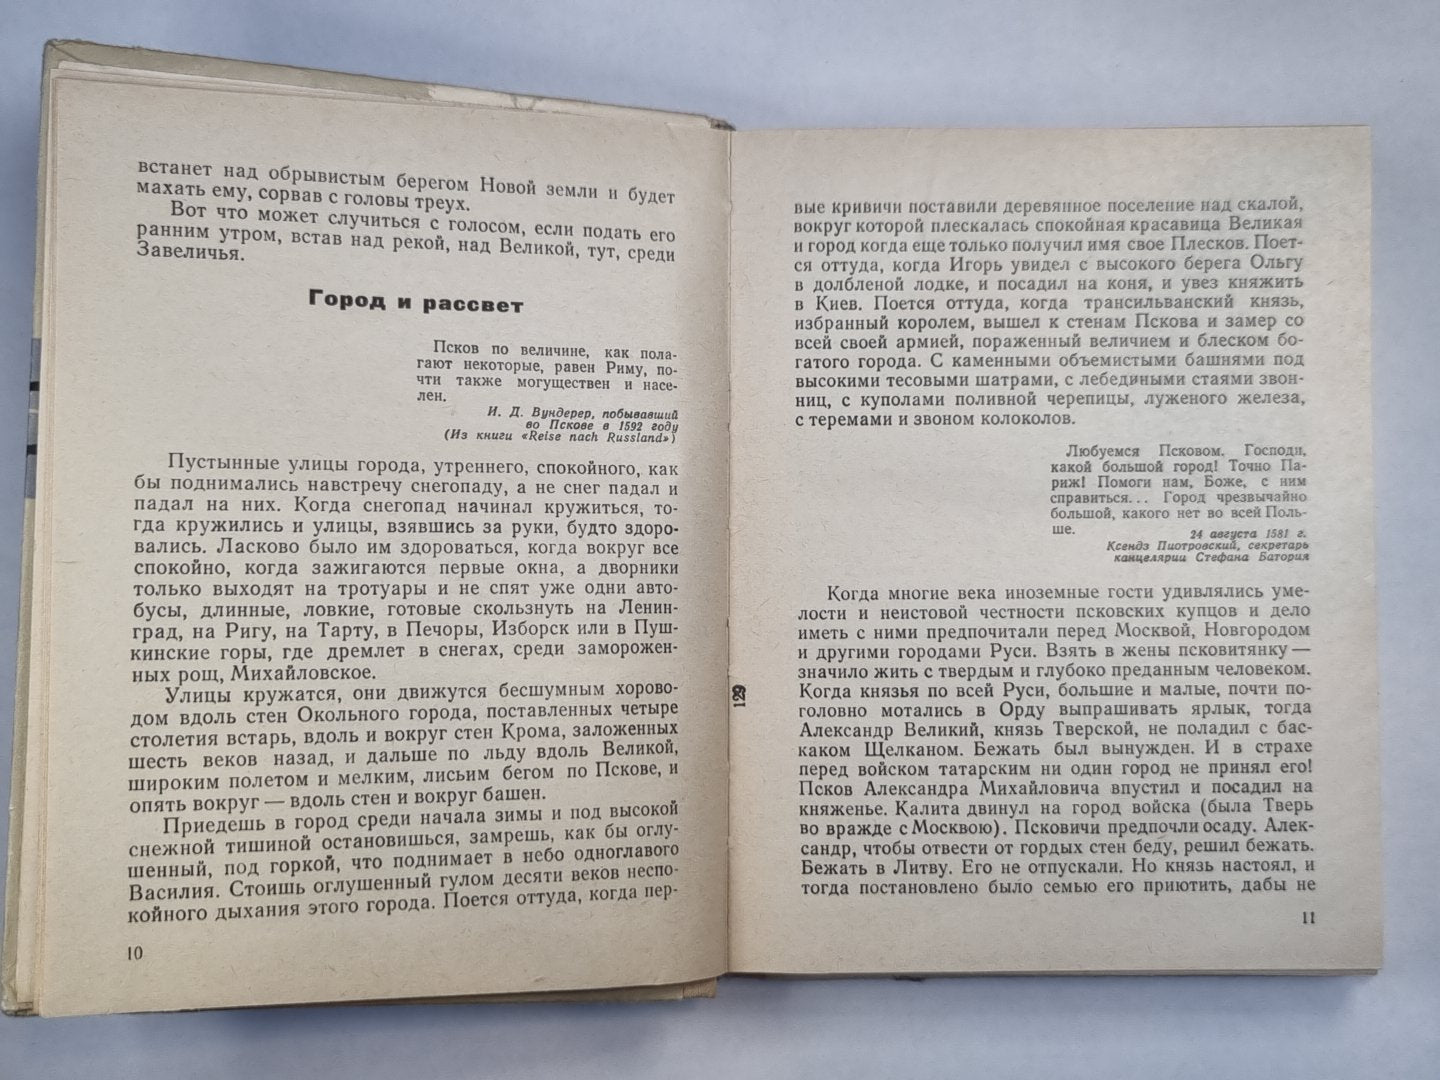 встанет над обрывистым берегом Новой земли и будет
махать ему, сорвав с головы треух.
Вот что может случиться с голосом, если подать его
ранним утром, встав над рекой, над Великой, тут, среди
Завеличья.
Город и рассвет
Псков по величине, как пола-
гают некоторые, равен Риму, по-
чти также могуществен и насе-
лен.
И. Д. Вундерер, побывавший
во Пскове в 1592 году
(Из книги «Reise nach Russland»)
Пустынные улицы города, утреннего, спокойного, как
бы поднимались навстречу снегопаду, а не снег падал и
падал на них. Когда снегопад начинал кружиться, то-
гда кружились и улицы, взявшись за руки, будто здоро-
вались. Ласково было им здороваться, когда вокруг все
спокойно, когда зажигаются первые окна, а дворники
только выходят на тротуары и не спят уже одни авто-
бусы, длинные, ловкие, готовые скользнуть на Ленин-
град, на Ригу, на Тарту, в Печоры, Изборск или в Пуш-
кинские горы, где дремлет в снегах, среди заморожен-
ных рощ, Михайловское.
Улицы кружатся, они движутся бесшумным хорово-
дом вдоль стен Окольного города, поставленных четыре
столетия встарь, вдоль и вокруг стен Крома, заложенных
шесть веков назад, и дальше по льду вдоль Великой,
широким полетом и мелким, лисьим бегом по Пскове, и
опять вокруг — вдоль стен и вокруг башен.
Приедешь в город среди начала зимы и под высокой
снежной тишиной остановишься, замрешь, как бы оглу-
шенный, под горкой, что поднимает в небо одноглавого
Василия. Стоишь оглушенный гулом десяти веков неспо-
койного дыхания этого города. Поется оттуда, когда пер-
10
вые кривичи поставили деревянное поселение над скалой,
вокруг которой плескалась спокойная красавица Великая
и город когда еще только получил имя свое Плесков. Поет-
ся оттуда, когда Игорь увидел с высокого берега Ольгу
в долбленой лодке, и посадил на коня, и увез княжить
в Киев. Поется оттуда, когда трансильванский князь,
избранный королем, вышел к стенам Пскова и замер со
всей своей армией, пораженный величием и блеском бо-
гатого города. С каменными объемистыми башнями под
высокими тесовыми шатрами, с лебедиными стаями звон-
ниц, с куполами поливной черепицы, луженого железа,
с теремами и звоном колоколов.
Любуемся Псковом. Господи,
какой большой город! Точно Па-
риж! Помоги нам, Боже, с ним
справиться... Город чрезвычайно
большой, какого нет во всей Поль-
ше.
24 августа 1581 г.
Ксендз Пиотровский, секретарь
канцелярии Стефана Батория
Когда многие века иноземные гости удивлялись уме-
лости и неистовой честности псковских купцов и дело
иметь с ними предпочитали перед Москвой, Новгородом
и другими городами Руси. Взять в жены псковитянку —
значило жить с твердым и глубоко преданным человеком.
Когда князья по всей Руси, большие и малые, почти по-
головно мотались в Орду выпрашивать ярлык, тогда
Александр Великий, князь Тверской, не поладил с бас-
каком Щелканом. Бежать был вынужден. И в страхе
перед войском татарским ни один город не принял его!
Псков Александра Михайловича впустил и посадил на
княженье. Калита двинул на город войска (была Тверь
во вражде с Москвою). Псковичи предпочли осаду. Алек-
сандр, чтобы отвести от гордых стен беду, решил бежать.
Бежать в Литву. Его не отпускали. Но князь настоял, и
тогда постановлено было семью его приютить, дабы не
11